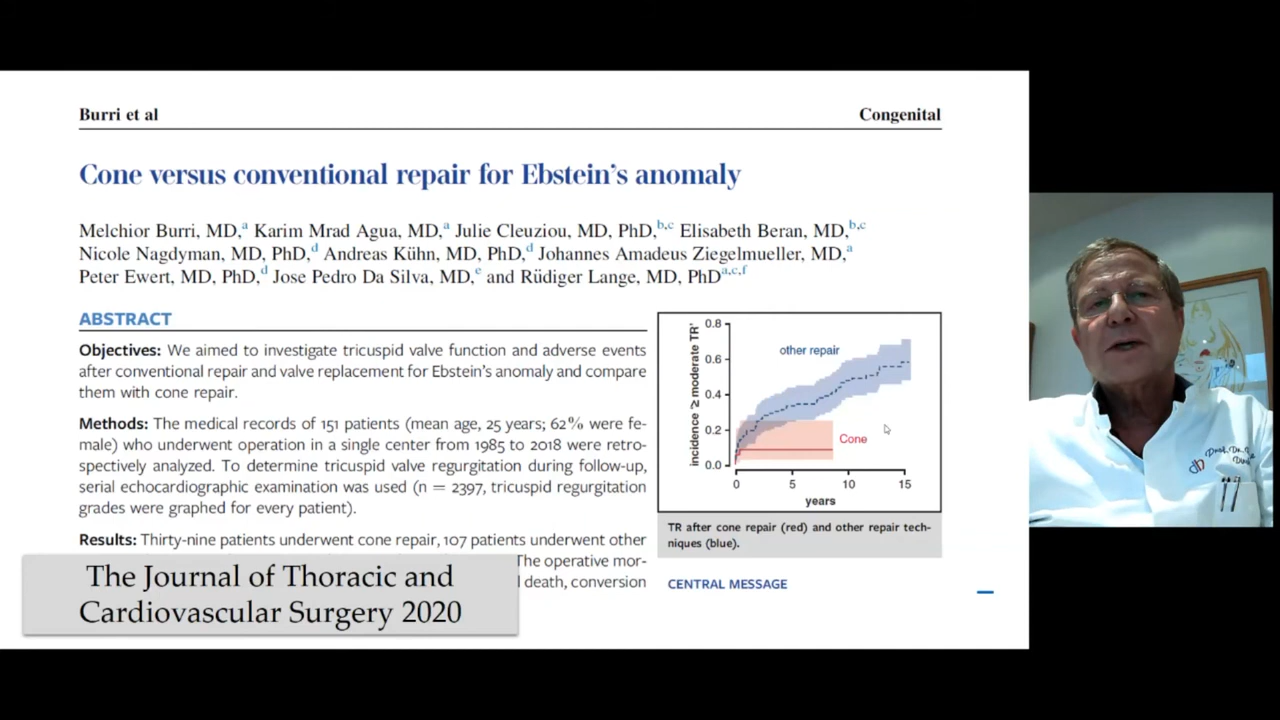 Burri et al
Congenital
Cone versus conventional repair for Ebstein's anomaly
Melchior Burri, MD,a Karim Mrad Agua, MD,a Julie Cleuziou, MD, PhD,b,c Elisabeth Beran, MD,b,c
Nicole Nagdyman, MD, PhD,d Andreas Kühn, MD, PhD,d Johannes Amadeus Ziegelmueller, MD,a
Peter Ewert, MD, PhD,d Jose Pedro Da Silva, MD,e and Rüdiger Lange, MD, PhDa,c,f
ABSTRACT
Objectives: We aimed to investigate tricuspid valve function and adverse events
after conventional repair and valve replacement for Ebstein's anomaly and compare
them with cone repair.
Methods: The medical records of 151 patients (mean age, 25 years; 62% were fe-
male) who underwent operation in a single center from 1985 to 2018 were retro-
spectively analyzed. To determine tricuspid valve regurgitation during follow-up,
serial echocardiographic examination was used (n = 2397, tricuspid regurgitation
grades were graphed for every patient).
Results: Thirty-nine patients underwent cone repair, 107 patients underwent other
The operative mor-
death, conversion
The Journal of Thoracic and
Cardiovascular Surgery 2020
incidence ≥ moderate TR
0.8
0.6
0.4
0.2
0.0
other repair
Cone
0 5 10 15
years
TR after cone repair (red) and other repair tech-
niques (blue).
CENTRAL MESSAGE
Prof. Dr.